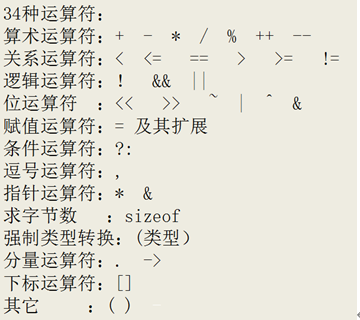 34种运算符：
算术运算符：+ - * / % ++ --
关系运算符：< <= == > >= !=
逻辑运算符：! && ||
位运算符 ：<< >> ~ | ^ &
赋值运算符：= 及其扩展
条件运算符：?:
逗号运算符：,
指针运算符：* &
求字节数 ：sizeof
强制类型转换：(类型）
分量运算符：. ->
下标运算符：[]
其它 ：( )